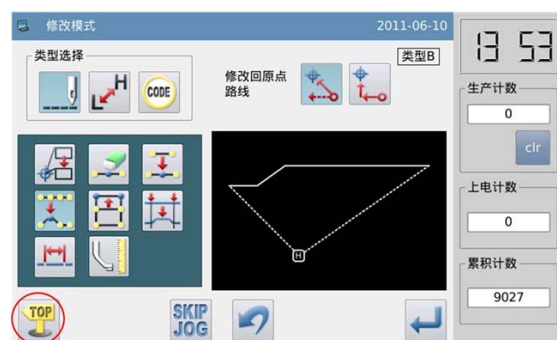 修改模式
2011-06-10
类型选择
H
L
CODE
修改回原点
路线
类型B
13 53
生产计数
0
clr
上电计数
0
累积计数
9027
H
TOP
SKIP
JOG